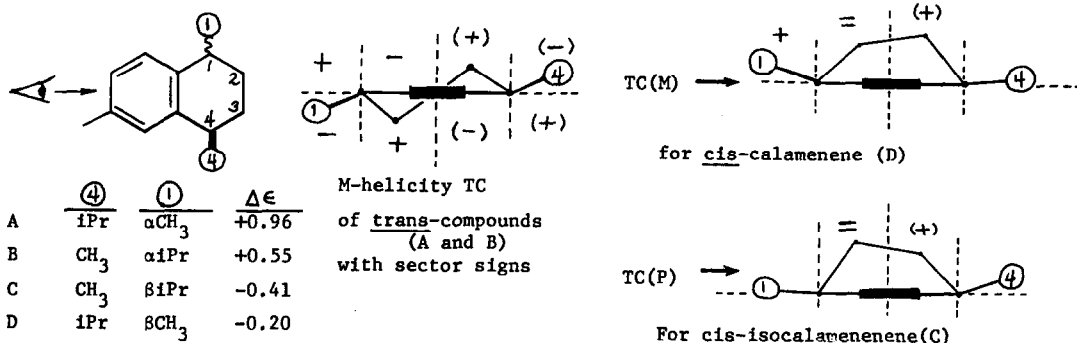 ①
1
2
3
4
④
④ ① Δϵ
A iPr αCH₃ +0.96
B CH₃ αiPr +0.55
C CH₃ βiPr -0.41
D iPr βCH₃ -0.20
+ - (+) (-)
④
①
- + (-) (+)
M-helicity TC
of trans-compounds
(A and B)
with sector signs
+ = (+)
①
TC(M) ④
for cis-calamenene (D)
= (+)
TC(P) ① ④
For cis-isocalamenenene(C)